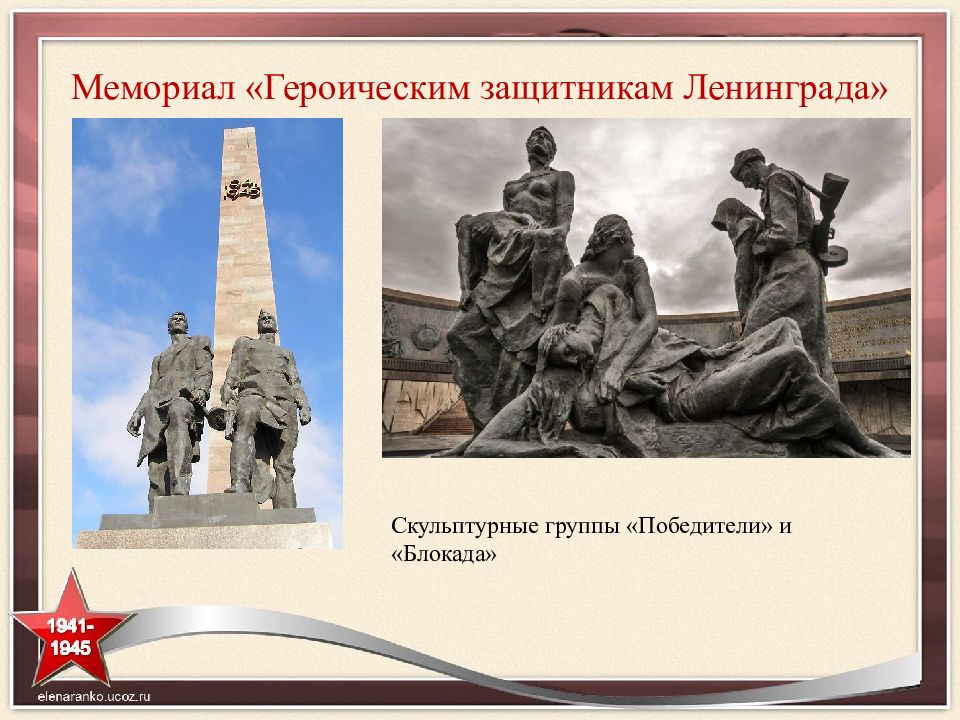 Мемориал «Героическим защитникам Ленинграда»
Скульптурные группы «Победители» и
«Блокада»
1941-
1945
elenaranko.ucoz.ru